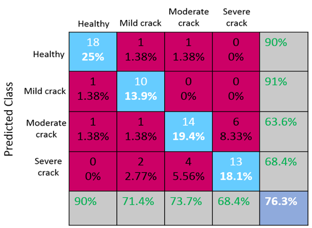 Healthy Mild crack Moderate crack Severe crack
Predicted Class
Healthy 18 1 1 0 90%
25% 1.38% 1.38% 0%
Mild crack 1 10 0 0 91%
1.38% 13.9% 0% 0%
Moderate crack 1 1 14 6 63.6%
1.38% 1.38% 19.4% 8.33%
Severe crack 0 2 4 13 68.4%
0% 2.77% 5.56% 18.1%
90% 71.4% 73.7% 68.4% 76.3%